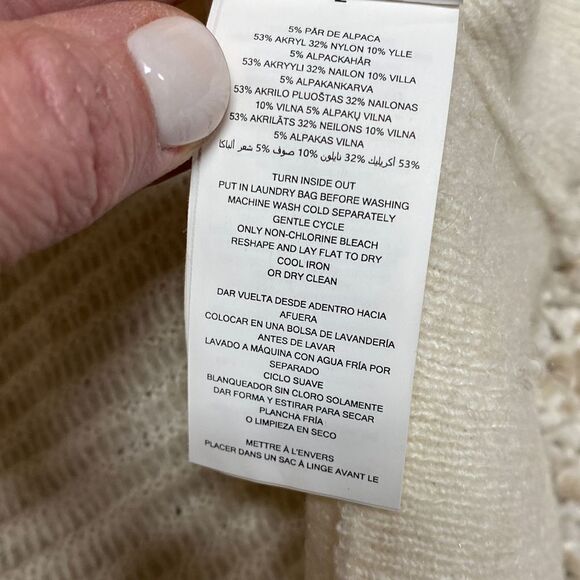 5% PÄR DE ALPACA
53% AKRYL 32% NYLON 10% YLLE
5% ALPACKAHÅR
53% AKRYYLI 32% NAILON 10% VILLA
5% ALPAKANKARVA
53% AKRILO PLUOŠTAS 32% NAILONAS
10% VILNA 5% ALPAKŲ VILNA
53% AKRILĀTS 32% NEILONS 10% VILNA
5% ALPAKAS VILNA
53% أكريليك 32% نايلون 10% صوف 5% شعر ألباكا
TURN INSIDE OUT
PUT IN LAUNDRY BAG BEFORE WASHING
MACHINE WASH COLD SEPARATELY
GENTLE CYCLE
ONLY NON-CHLORINE BLEACH
RESHAPE AND LAY FLAT TO DRY
COOL IRON
OR DRY CLEAN
DAR VUELTA DESDE ADENTRO HACIA
AFUERA
COLOCAR EN UNA BOLSA DE LAVANDERÍA
ANTES DE LAVAR
LAVADO A MÁQUINA CON AGUA FRÍA POR
SEPARADO
CICLO SUAVE
BLANQUEADOR SIN CLORO SOLAMENTE
DAR FORMA Y ESTIRAR PARA SECAR
PLANCHA FRÍA
O LIMPIEZA EN SECO
METTRE À L'ENVERS
PLACER DANS UN SAC À LINGE AVANT LE